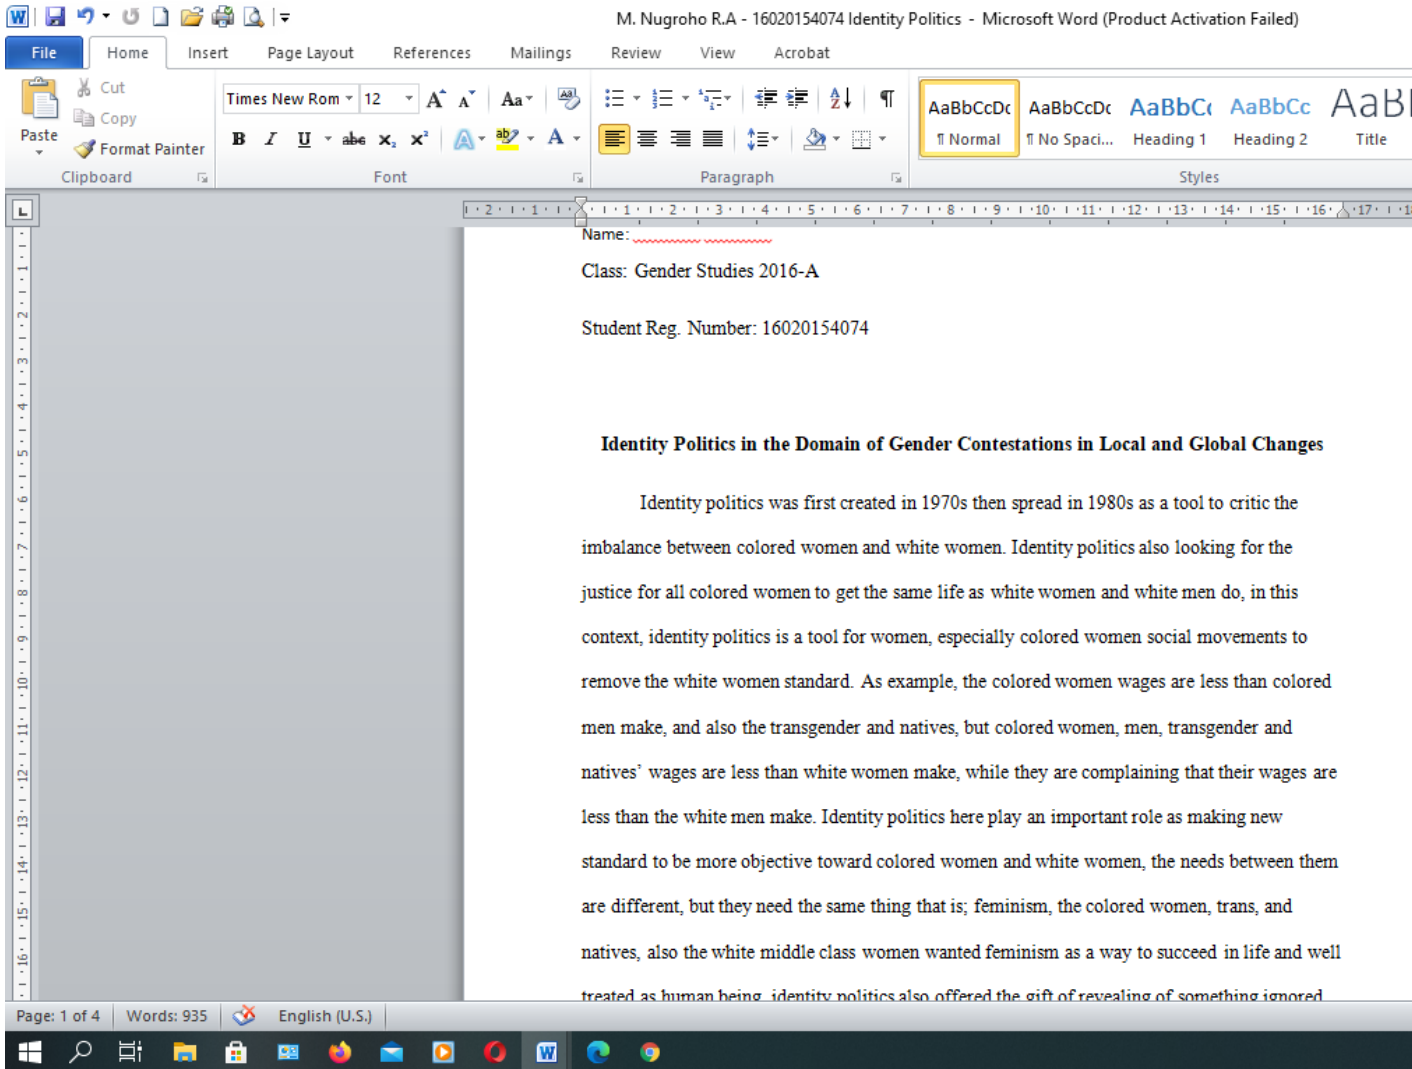 M. Nugroho R.A - 16020154074 Identity Politics - Microsoft Word (Product Activation Failed)
File Home Insert Page Layout References Mailings Review View Acrobat
Paste
Cut
Copy
Format Painter
Clipboard
Times New Rom 12
Font
Paragraph
AaBbCcDc AaBbCcDc AaBbC AaBbCc AaB
¶ Normal ¶ No Spaci... Heading 1 Heading 2 Title
Styles
Name:
Class: Gender Studies 2016-A
Student Reg. Number: 16020154074
Identity Politics in the Domain of Gender Contestations in Local and Global Changes
Identity politics was first created in 1970s then spread in 1980s as a tool to critic the
imbalance between colored women and white women. Identity politics also looking for the
justice for all colored women to get the same life as white women and white men do, in this
context, identity politics is a tool for women, especially colored women social movements to
remove the white women standard. As example, the colored women wages are less than colored
men make, and also the transgender and natives, but colored women, men, transgender and
natives’ wages are less than white women make, while they are complaining that their wages are
less than the white men make. Identity politics here play an important role as making new
standard to be more objective toward colored women and white women, the needs between them
are different, but they need the same thing that is; feminism, the colored women, trans, and
natives, also the white middle class women wanted feminism as a way to succeed in life and well
treated as human being, identity politics also offered the gift of revealing of something ignored
Page: 1 of 4 Words: 935 English (U.S.)